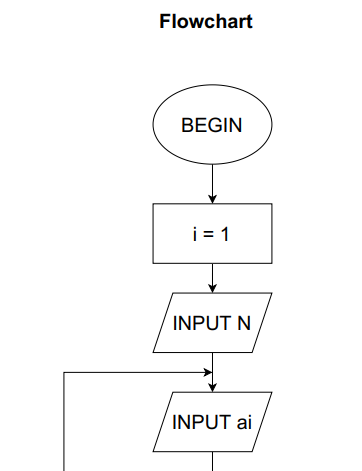 Flowchart
BEGIN
i = 1
INPUT N
INPUT ai